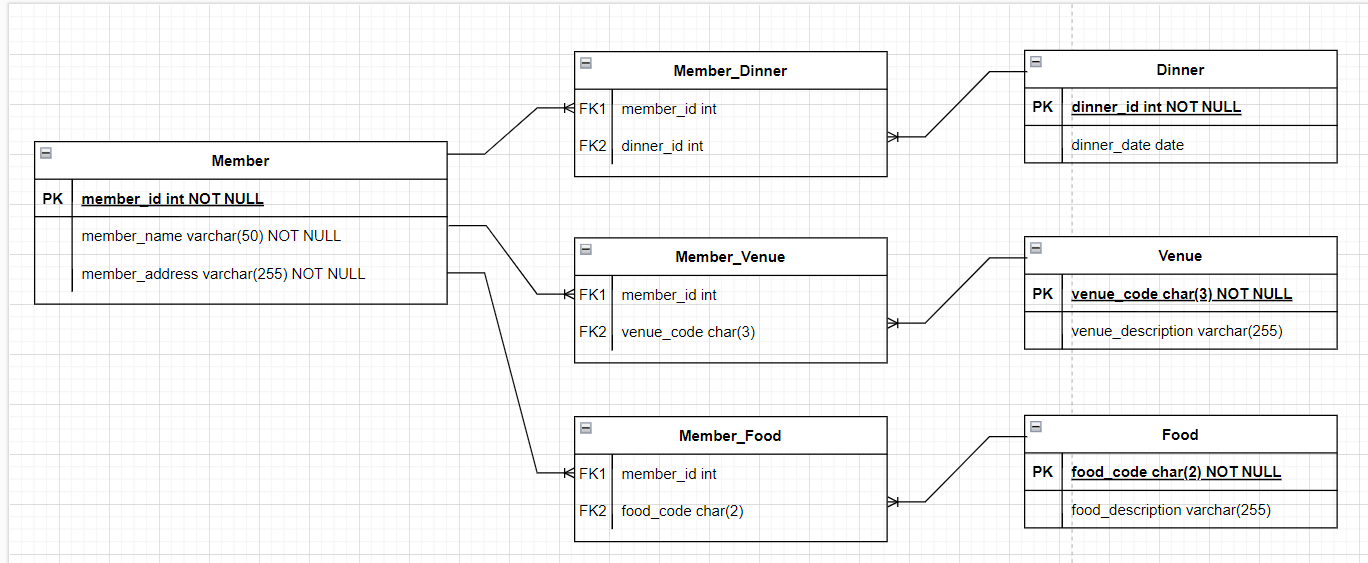 Member
PK member_id int NOT NULL
member_name varchar(50) NOT NULL
member_address varchar(255) NOT NULL
Member_Dinner
FK1 member_id int
FK2 dinner_id int
Member_Venue
FK1 member_id int
FK2 venue_code char(3)
Member_Food
FK1 member_id int
FK2 food_code char(2)
Dinner
PK dinner_id int NOT NULL
dinner_date date
Venue
PK venue_code char(3) NOT NULL
venue_description varchar(255)
Food
PK food_code char(2) NOT NULL
food_description varchar(255)